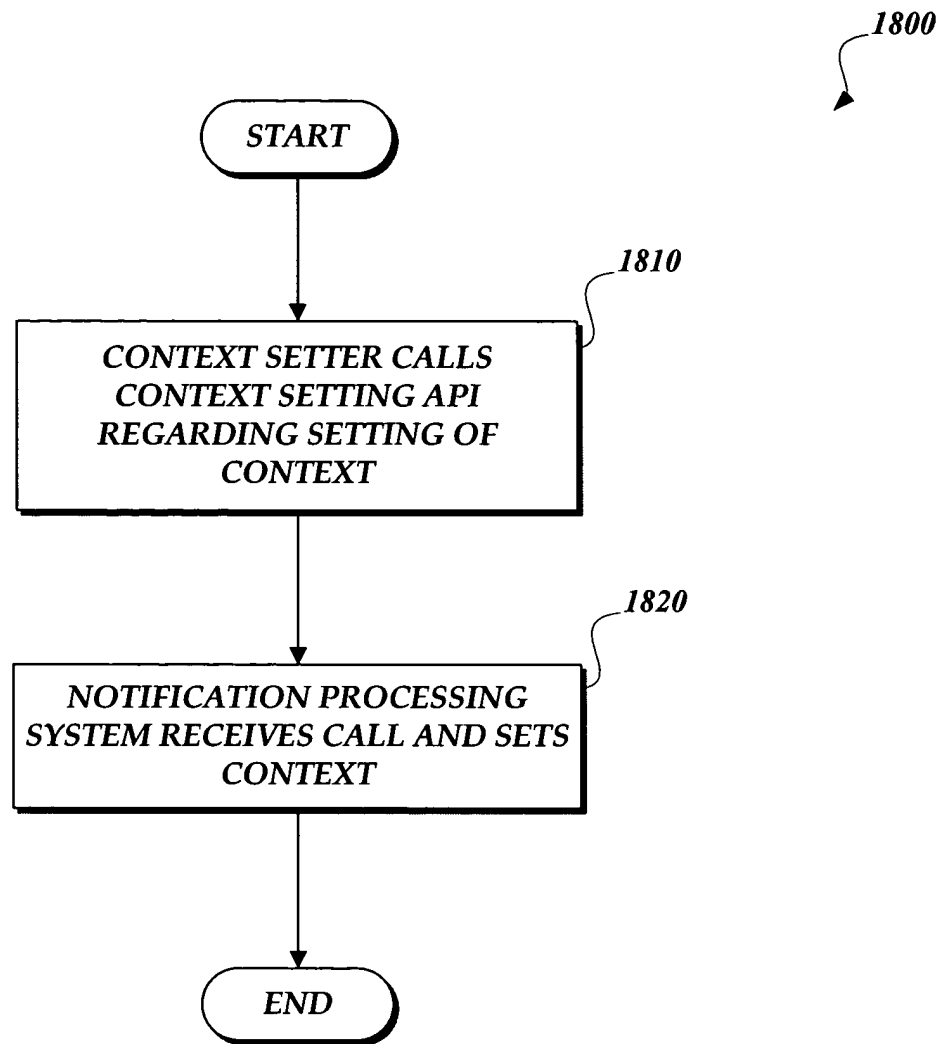 1800
START
1810
CONTEXT SETTER CALLS
CONTEXT SETTING API
REGARDING SETTING OF
CONTEXT
1820
NOTIFICATION PROCESSING
SYSTEM RECEIVES CALL AND SETS
CONTEXT
END